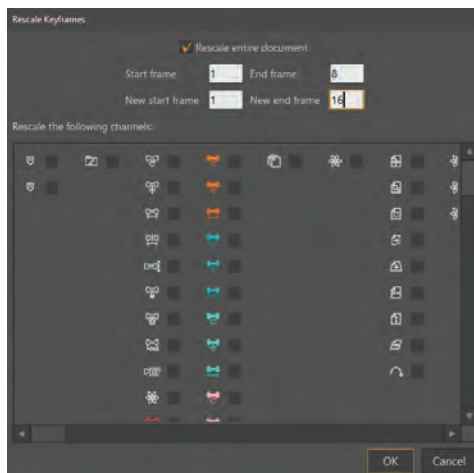 Rescale Keyframes
Rescale entire document
Start frame 1 End frame 8
New start frame 1 New end frame 16
Rescale the following channels:
OK Cancel